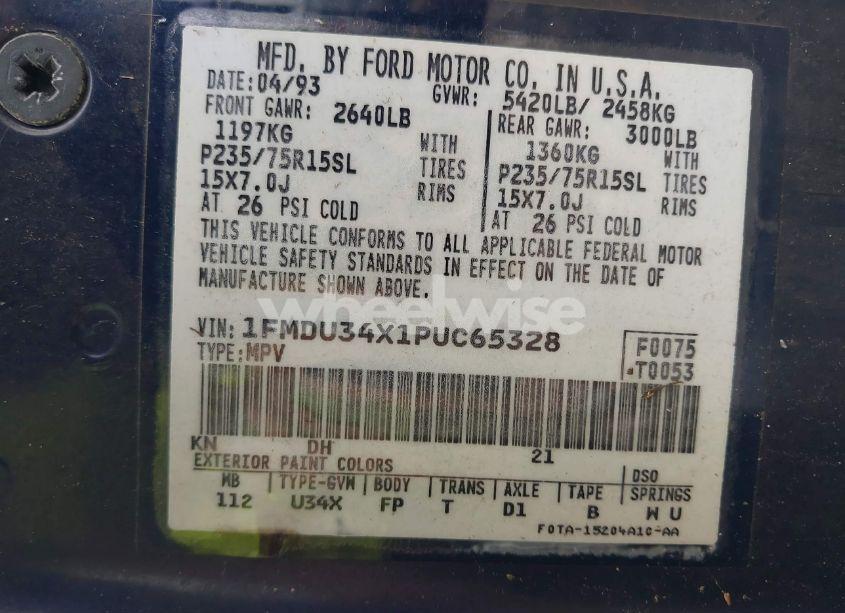 MFD. BY FORD MOTOR CO. IN U.S.A.
DATE: 04/93 GVWR: 5420LB/ 2458KG
FRONT GAWR: 2640LB
1197KG WITH
P235/75R15SL TIRES
15X7.0J RIMS
AT 26 PSI COLD
REAR GAWR: 3000LB
1360KG WITH
P235/75R15SL TIRES
15X7.0J RIMS
AT 26 PSI COLD
THIS VEHICLE CONFORMS TO ALL APPLICABLE FEDERAL MOTOR
VEHICLE SAFETY STANDARDS IN EFFECT ON THE DATE OF
MANUFACTURE SHOWN ABOVE.
wheelwise
VIN: 1FMDU34X1PUC65328
TYPE: MPV
F0075
T0053
KN DH 21
EXTERIOR PAINT COLORS DSO
WB TYPE-GVW BODY TRANS AXLE TAPE SPRINGS
112 U34X FP T D1 B W U
F0TA-15204A10-AA